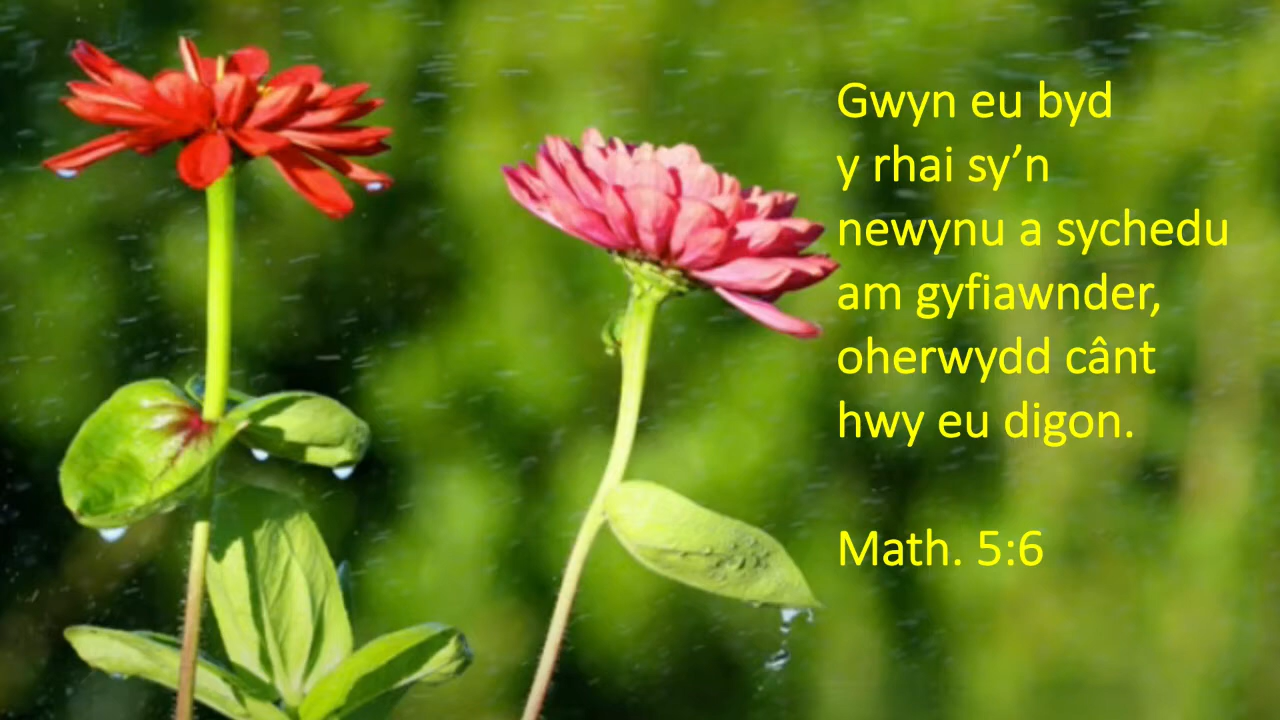 Gwyn eu byd
y rhai sy’n
newynu a sychedu
am gyfiawnder,
oherwydd cânt
hwy eu digon.
Math. 5:6